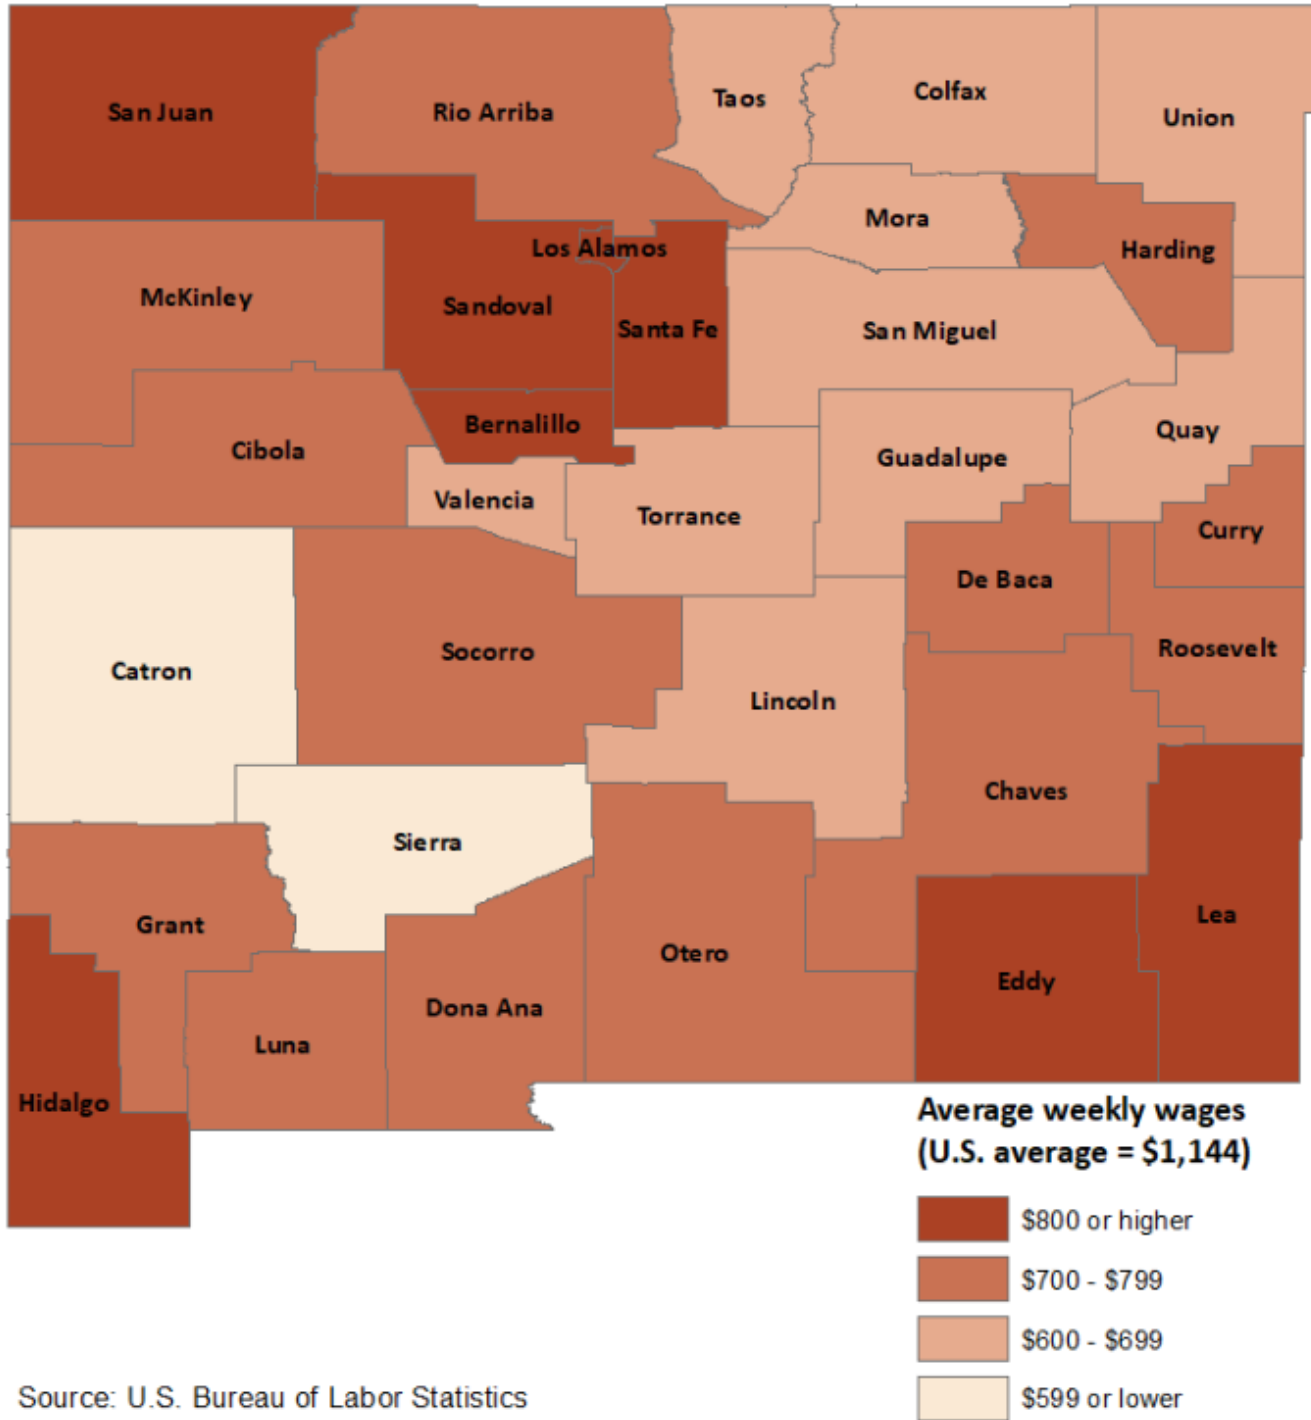 San Juan
Rio Arriba
Taos
Colfax
Union
Mora
Harding
Los Alamos
McKinley
Sandoval
Santa Fe
San Miguel
Bernalillo
Quay
Cibola
Guadalupe
Valencia
Torrance
Curry
De Baca
Roosevelt
Socorro
Catron
Lincoln
Chaves
Sierra
Grant
Lea
Otero
Eddy
Dona Ana
Luna
Hidalgo
Average weekly wages
(U.S. average = $1,144)
$800 or higher
$700 - $799
$600 - $699
$599 or lower
Source: U.S. Bureau of Labor Statistics